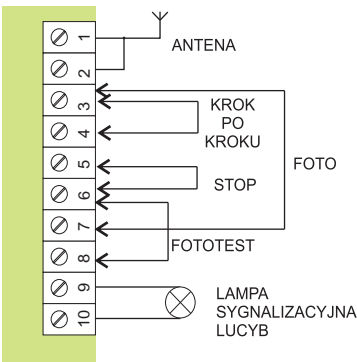 1
ANTENA
2
3
KROK
PO
KROKU
4
FOTO
5
STOP
6
7
FOTOTEST
8
9
LAMPA
SYGNALIZACYJNA
LUCYB
10